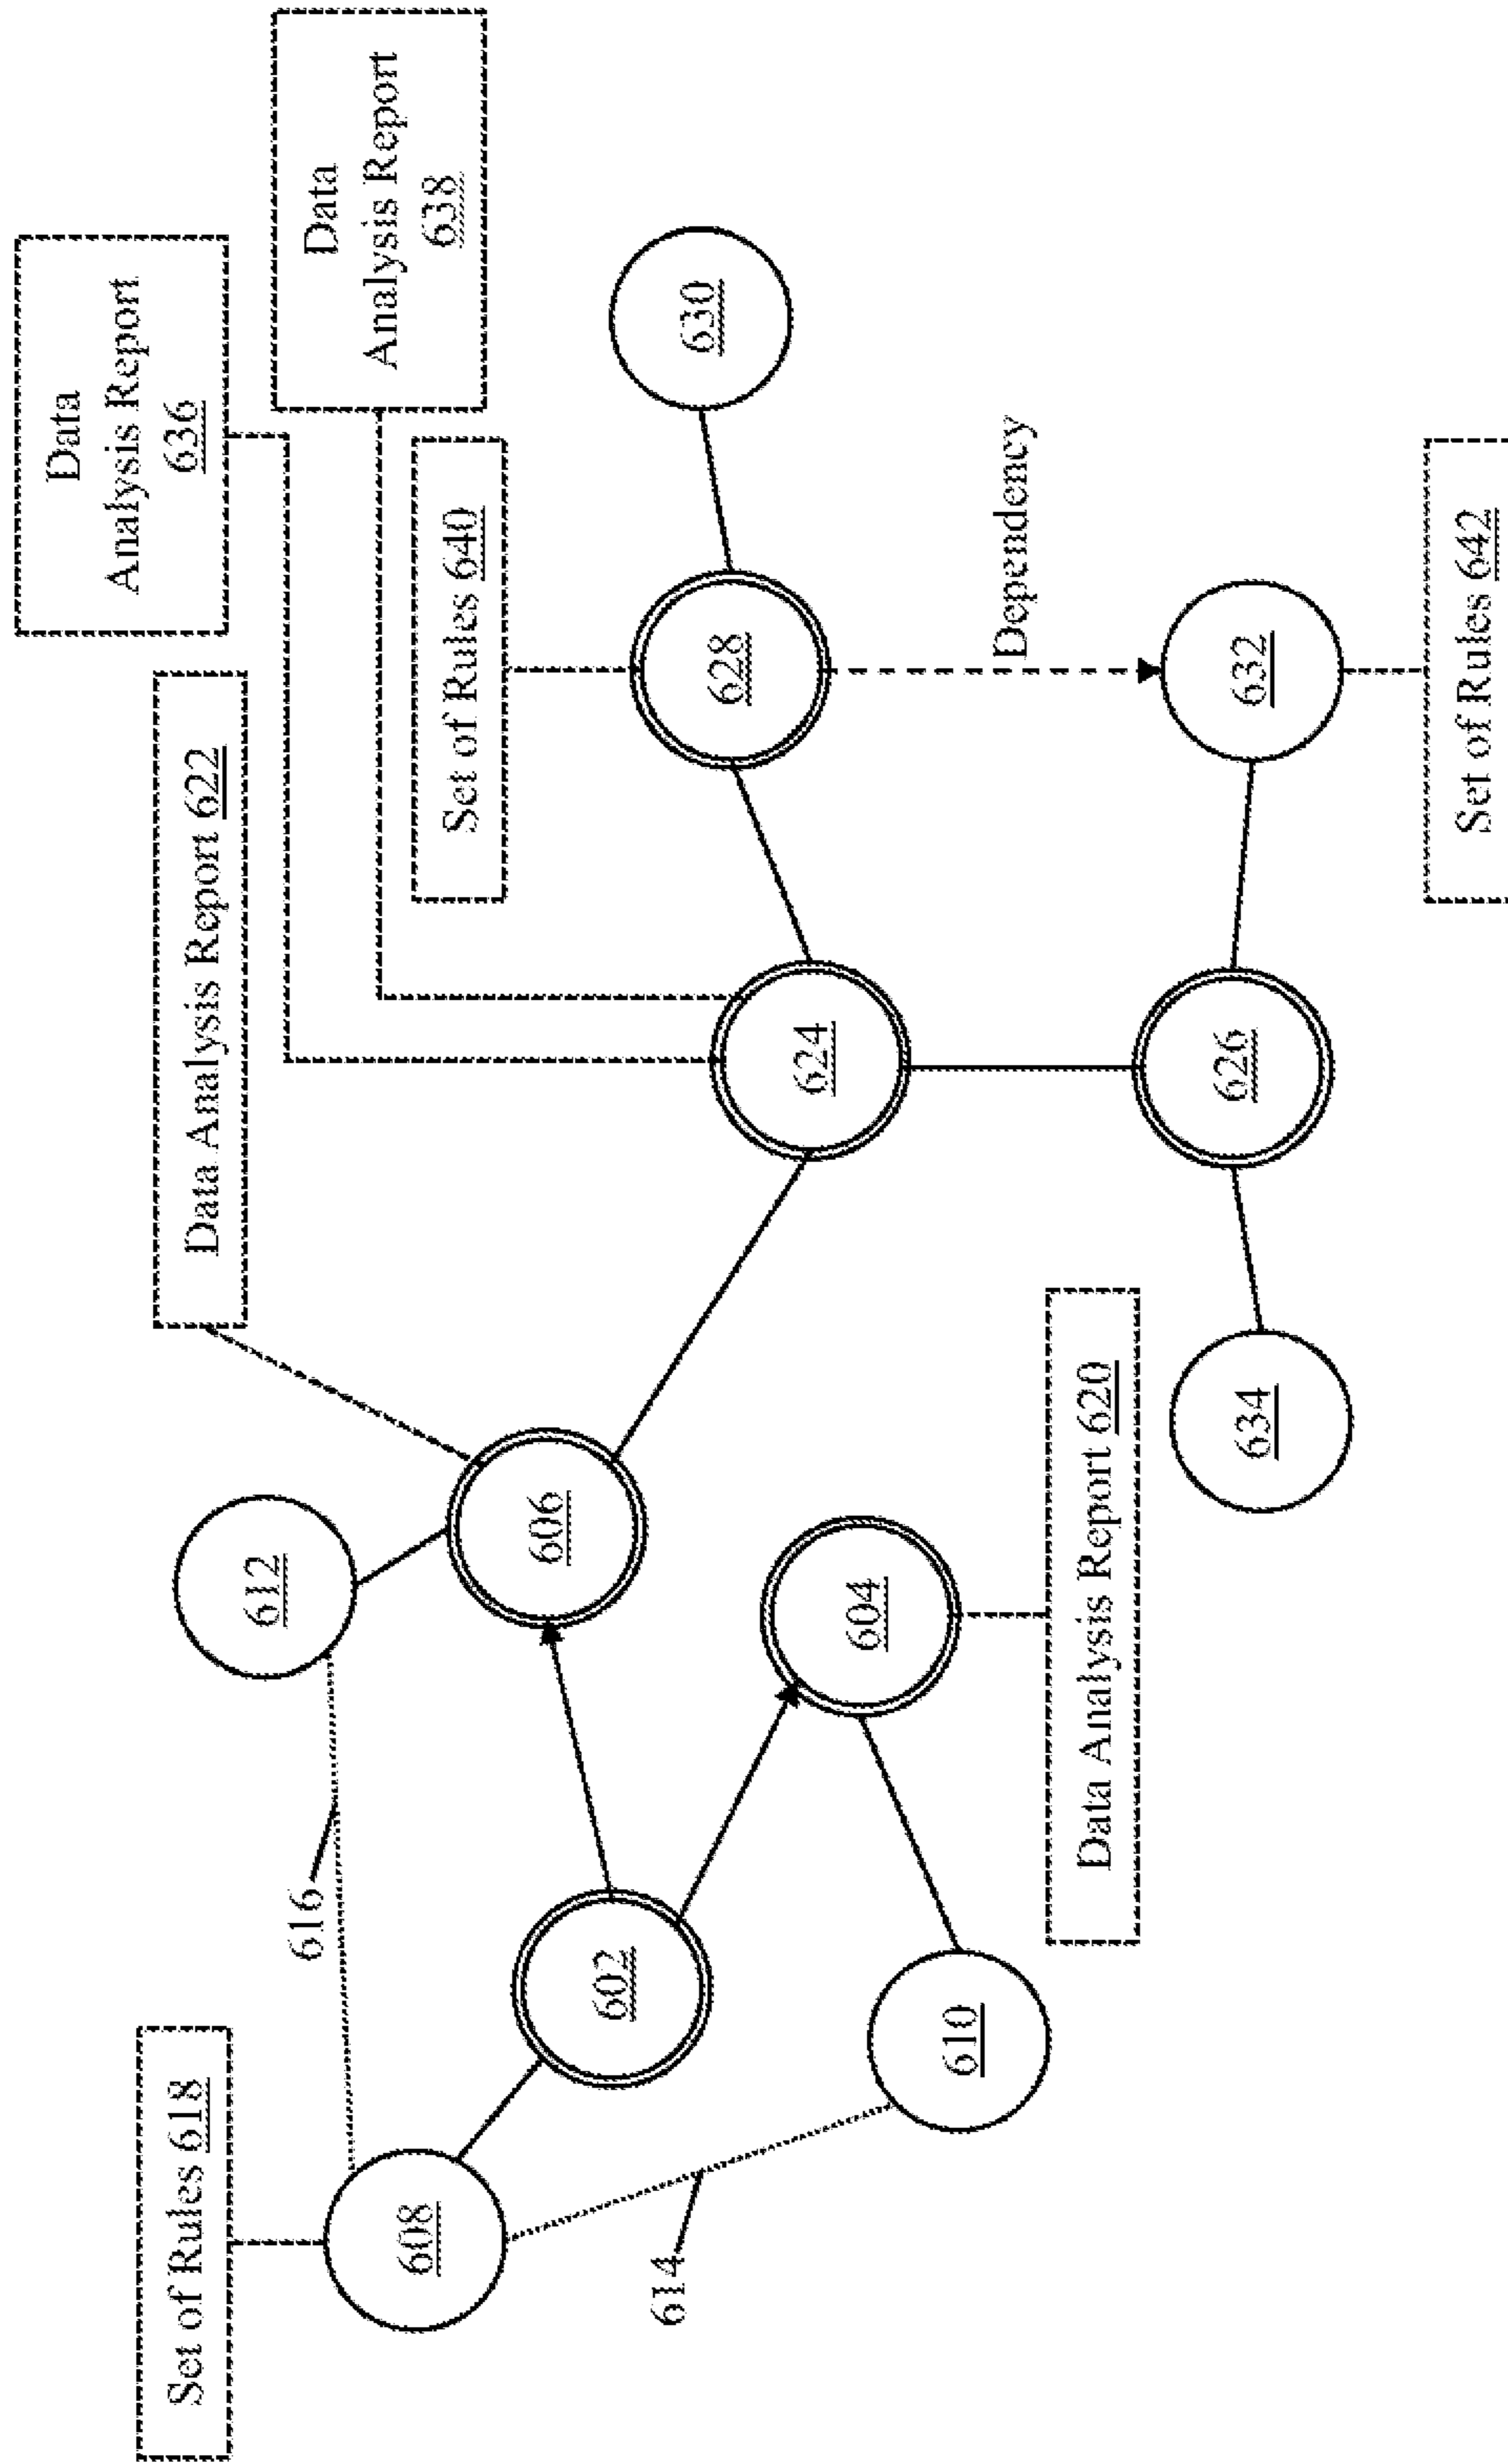 Data
Analysis Report
636
Data
Analysis Report
638
Data Analysis Report 622
Set of Rules 640
Set of Rules 618
616
612
630
608
606
628
602
624
Dependency
614
604
610
632
626
634
Data Analysis Report 620
Set of Rules 642